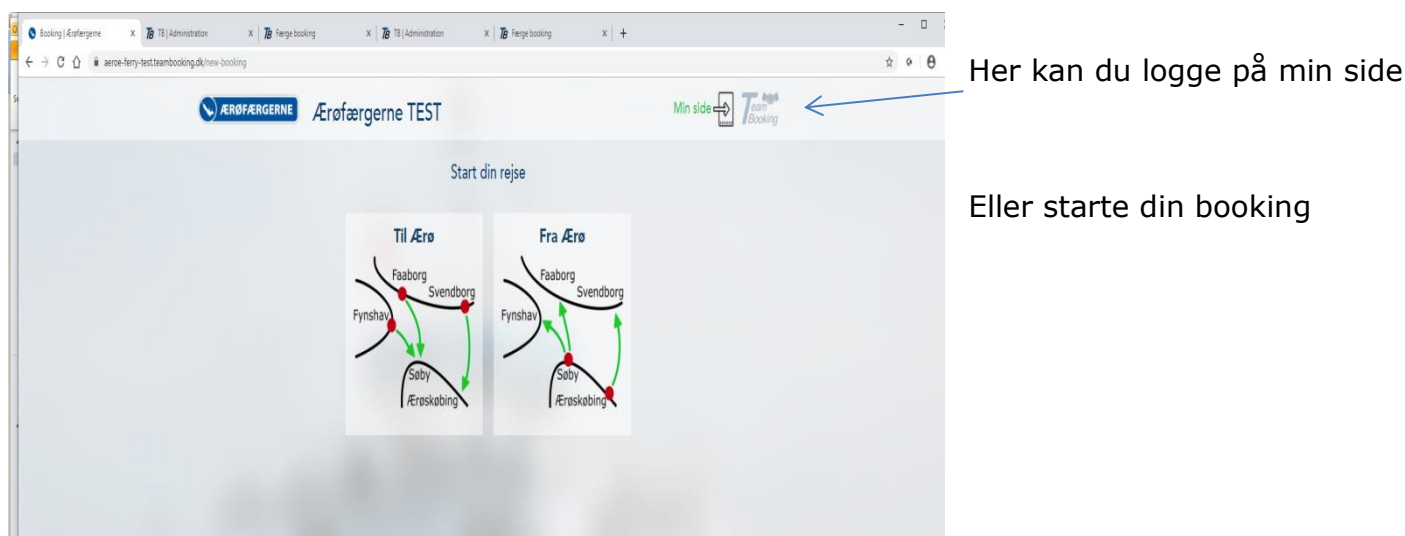 Booking | Ærøfærgerne
TB | Administration
Færge booking
TB | Administration
Færge booking
aeroe-ferry-test.teambooking.dk/new-booking
ÆRØFÆRGERNE
Ærøfærgerne TEST
Min side
Team
Booking
Her kan du logge på min side
Eller starte din booking
Start din rejse
Til Ærø
Faaborg
Svendborg
Fynshav
Søby
Ærøskøbing
Fra Ærø
Faaborg
Svendborg
Fynshav
Søby
Ærøskøbing